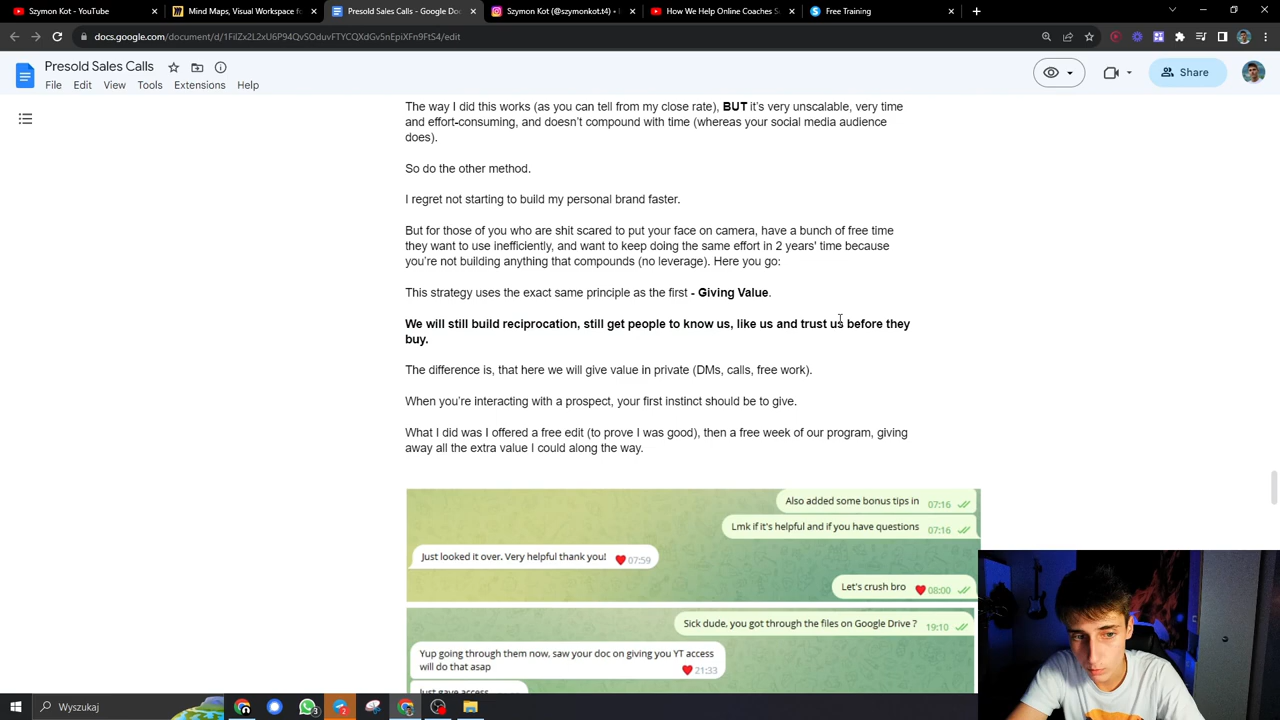 Szymon Kot - YouTube
Mind Maps, Visual Workspace fo
Presold Sales Calls - Google Do
Szymon Kot (@szymonkot.t4) •
How We Help Online Coaches S
Free Training
docs.google.com/document/d/1FilZx2L2xU6P94QvSOduvFTYCQXdGv5nEpiXFn9FtS4/edit
Presold Sales Calls
File Edit View Tools Extensions Help
Share
The way I did this works (as you can tell from my close rate), BUT it's very unscalable, very time
and effort-consuming, and doesn't compound with time (whereas your social media audience
does).
So do the other method.
I regret not starting to build my personal brand faster.
But for those of you who are shit scared to put your face on camera, have a bunch of free time
they want to use inefficiently, and want to keep doing the same effort in 2 years' time because
you're not building anything that compounds (no leverage). Here you go:
This strategy uses the exact same principle as the first - Giving Value.
We will still build reciprocation, still get people to know us, like us and trust us before they
buy.
The difference is, that here we will give value in private (DMs, calls, free work).
When you're interacting with a prospect, your first instinct should be to give.
What I did was I offered a free edit (to prove I was good), then a free week of our program, giving
away all the extra value I could along the way.
Also added some bonus tips in 07:16
Lmk if it's helpful and if you have questions 07:16
Just looked it over. Very helpful thank you! 07:59
Let's crush bro 08:00
Sick dude, you got through the files on Google Drive ? 19:10
Yup going through them now, saw your doc on giving you YT access
will do that asap 21:33
Just gave access
Wyszukaj